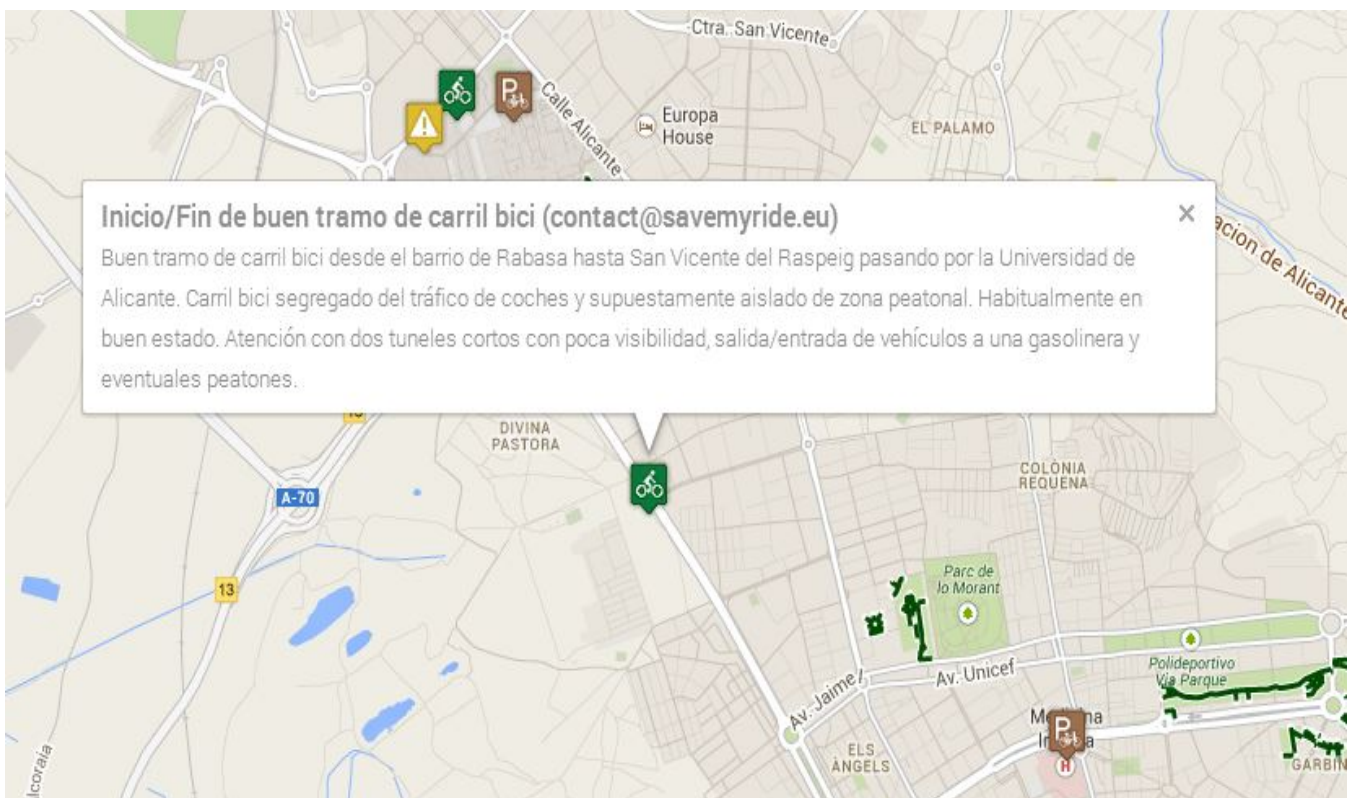 Ctra. San Vicente
P
Calle Alicante
Europa
House
EL PALAMO
Inicio/Fin de buen tramo de carril bici (contact@savemyride.eu)
×
Buen tramo de carril bici desde el barrio de Rabasa hasta San Vicente del Raspeig pasando por la Universidad de
Alicante. Carril bici segregado del tráfico de coches y supuestamente aislado de zona peatonal. Habitualmente en
buen estado. Atención con dos tuneles cortos con poca visibilidad, salida/entrada de vehículos a una gasolinera y
eventuales peatones.
de Alicante
DIVINA
PASTORA
COLÒNIA
REQUENA
A-70
13
Parc de
lo Morant
Av. Jaime I
Av. Unicef
Polideportivo
Via Parque
P
H
ELS
ÀNGELS
GARBIN